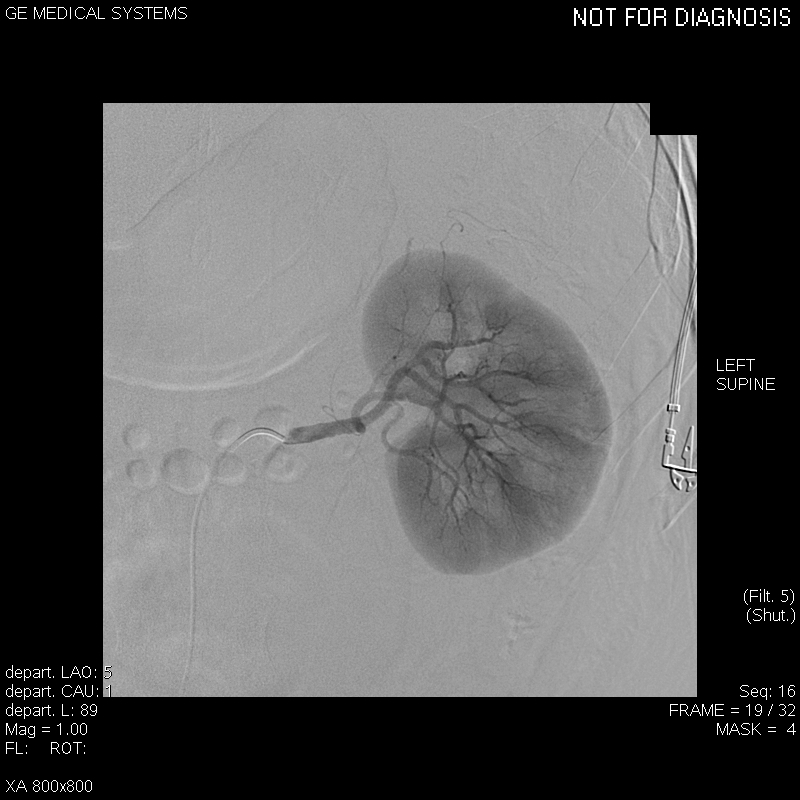 GE MEDICAL SYSTEMS
NOT FOR DIAGNOSIS
LEFT
SUPINE
(Filt. 5)
(Shut.)
depart. LAO: 5
depart. CAU: 1
depart. L: 89
Mag = 1.00
FL: ROT:
Seq: 16
FRAME = 19 / 32
MASK = 4
XA 800x800